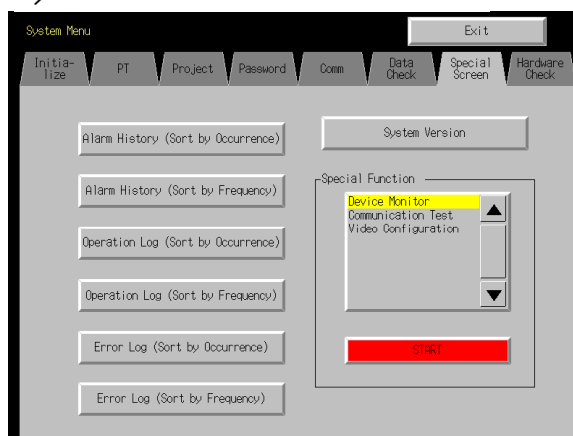 System Menu
Exit
Initia-
lize
PT
Project
Password
Comm
Data
Check
Special
Screen
Hardware
Check
Alarm History (Sort by Occurrence)
System Version
Alarm History (Sort by Frequency)
Special Function
Device Monitor
Communication Test
Video Configuration
Operation Log (Sort by Occurrence)
Operation Log (Sort by Frequency)
Error Log (Sort by Occurrence)
START
Error Log (Sort by Frequency)